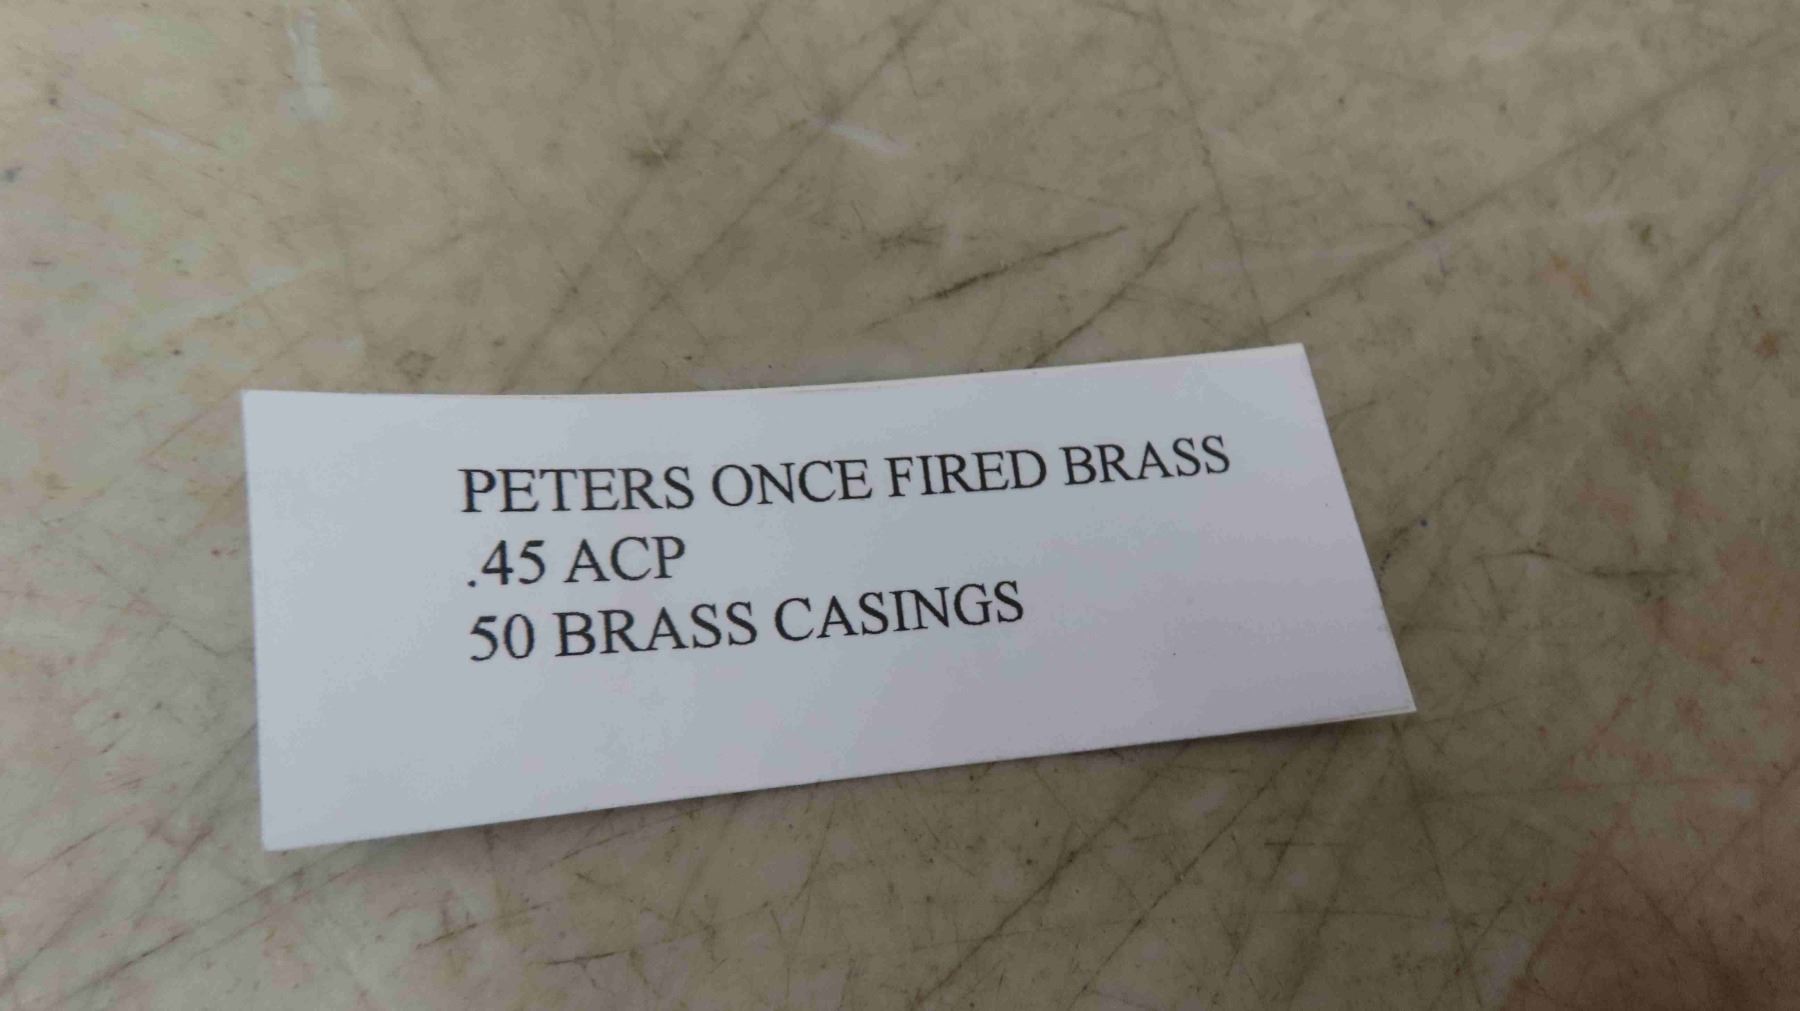 PETERS ONCE FIRED BRASS
.45 ACP
50 BRASS CASINGS